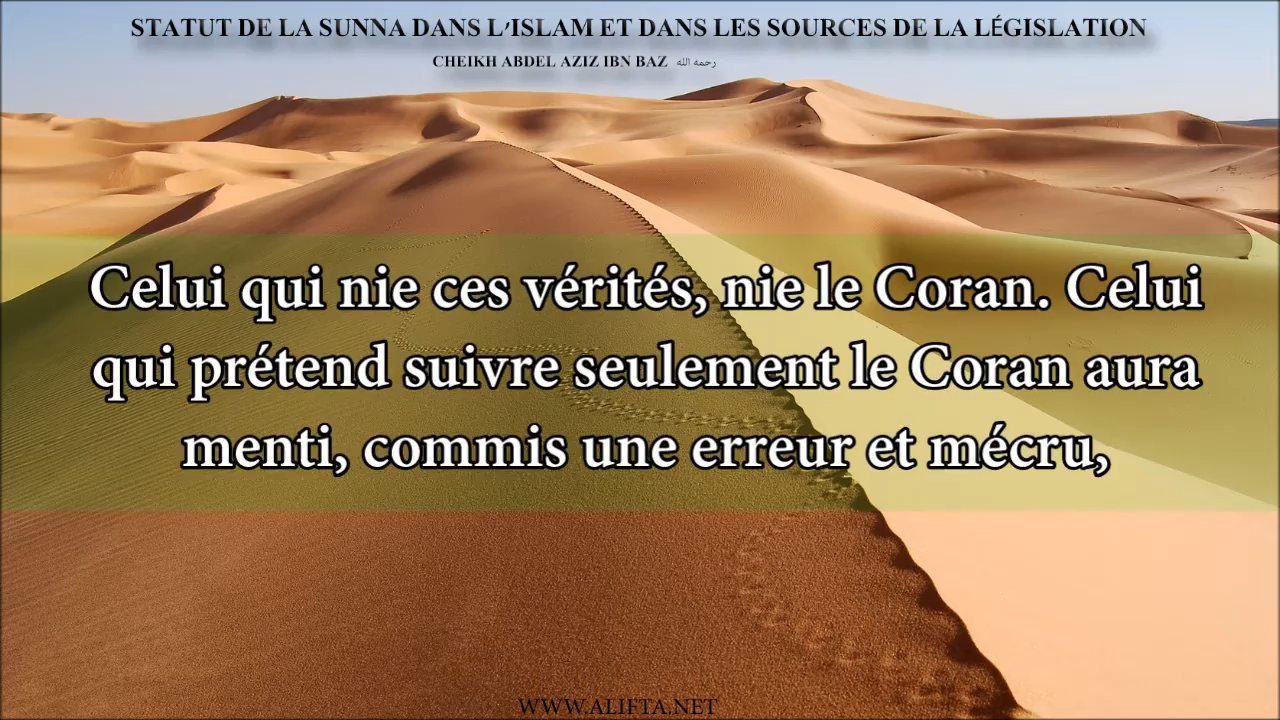 STATUT DE LA SUNNA DANS L'ISLAM ET DANS LES SOURCES DE LA LÉGISLATION
CHEIKH ABDEL AZIZ IBN BAZ رحمه الله
Celui qui nie ces vérités, nie le Coran. Celui
qui prétend suivre seulement le Coran aura
menti, commis une erreur et mécru,
WWW.ALIFTA.NET